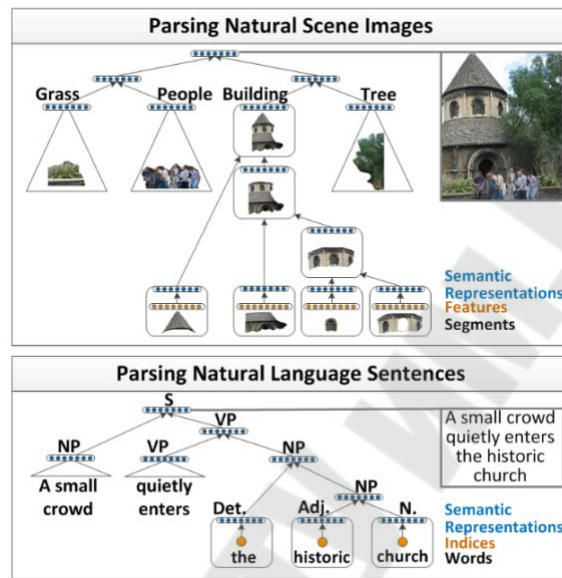 Parsing Natural Scene Images
Grass People Building Tree
Semantic
Representations
Features
Segments
Parsing Natural Language Sentences
S
VP
NP VP NP
A small
crowd
quietly
enters
NP
Det. Adj. N.
the historic church
A small crowd
quietly enters
the historic
church
Semantic
Representations
Indices
Words